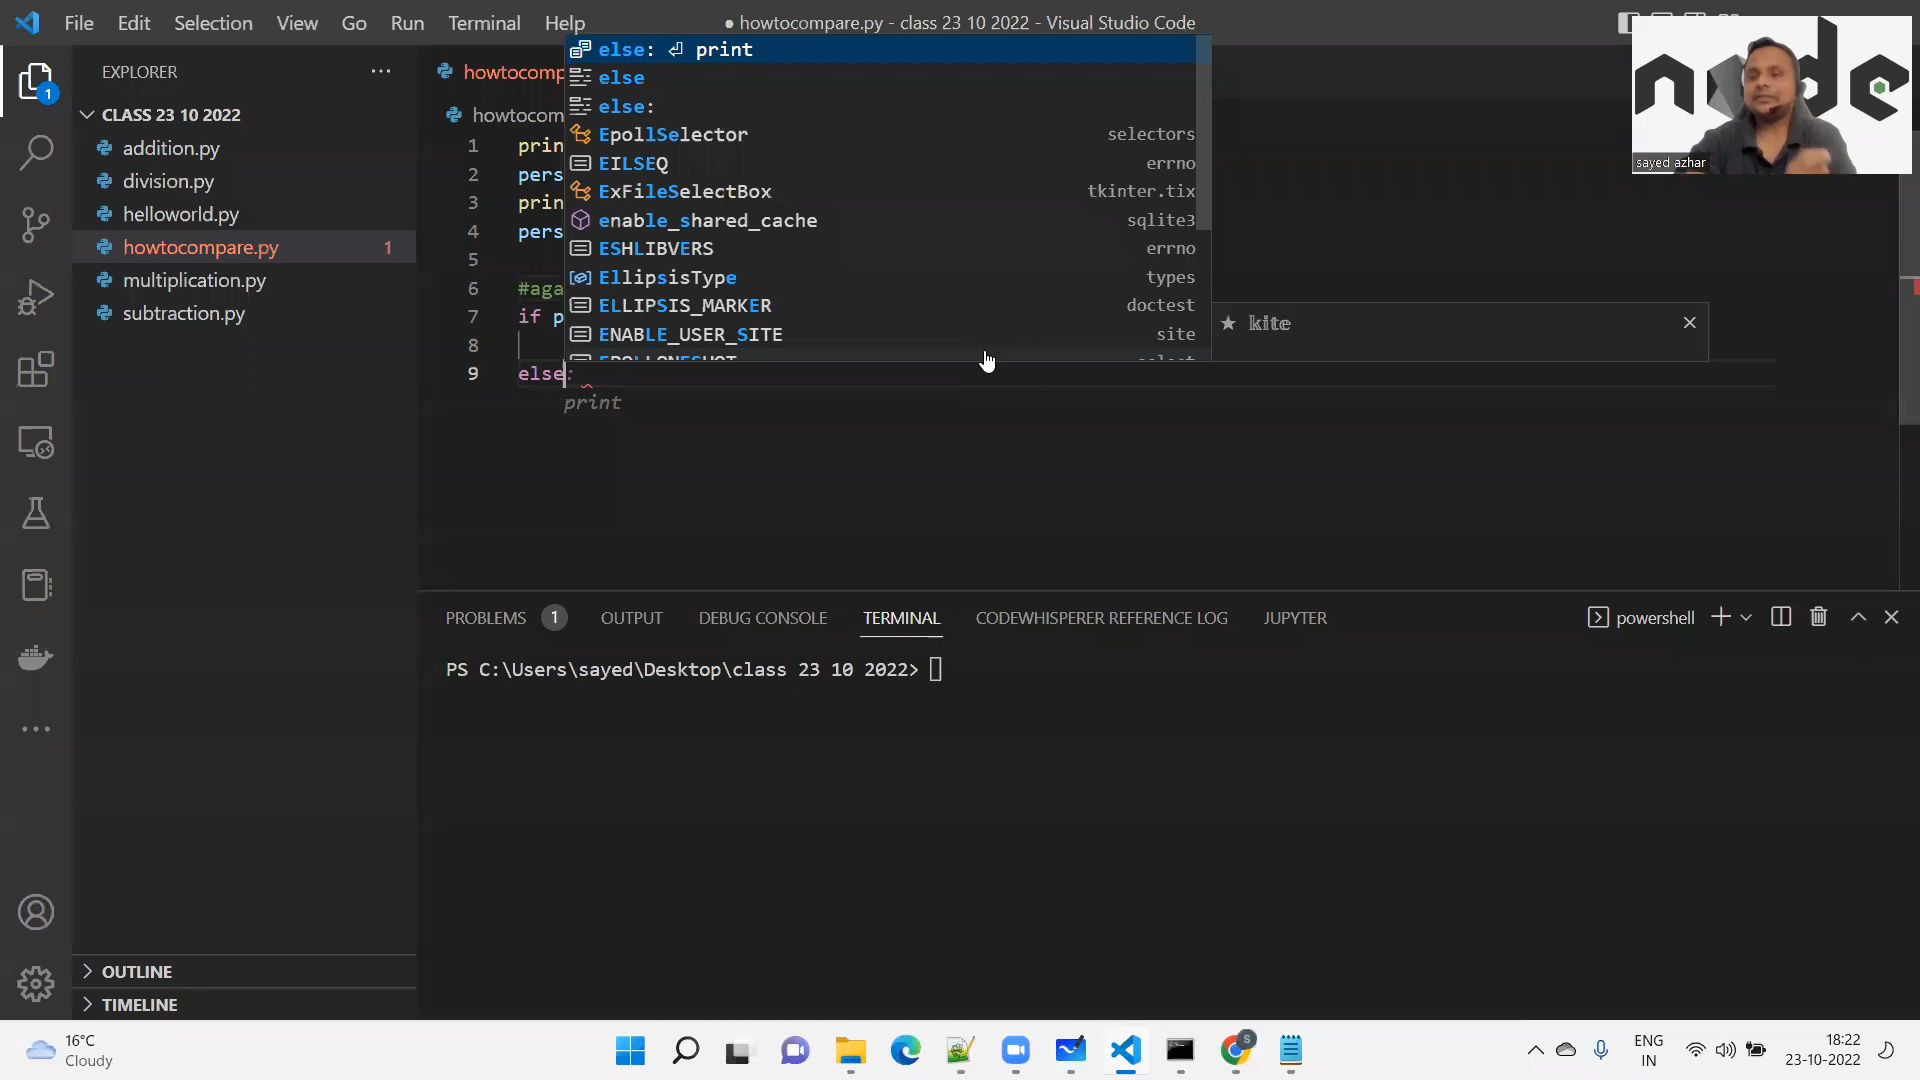 File Edit Selection View Go Run Terminal Help
● howtocompare.py - class 23 10 2022 - Visual Studio Code
EXPLORER
1
CLASS 23 10 2022
addition.py
division.py
helloworld.py
howtocompare.py 1
multiplication.py
subtraction.py
OUTLINE
TIMELINE
howtocomp
howtocom
1 prin
2 pers
3 prin
4 pers
5
6 #aga
7 if p
8
9 else:
print
else: print
else
else:
EpollSelector selectors
EILSEQ errno
ExFileSelectBox tkinter.tix
enable_shared_cache sqlite3
ESHLIBVERS errno
EllipsisType types
ELLIPSIS_MARKER doctest
ENABLE_USER_SITE site
kite
node
sayed azhar
PROBLEMS 1 OUTPUT DEBUG CONSOLE TERMINAL CODEWHISPERER REFERENCE LOG JUPYTER
powershell
PS C:\Users\sayed\Desktop\class 23 10 2022>
16°C
Cloudy
S
ENG
IN
18:22
23-10-2022